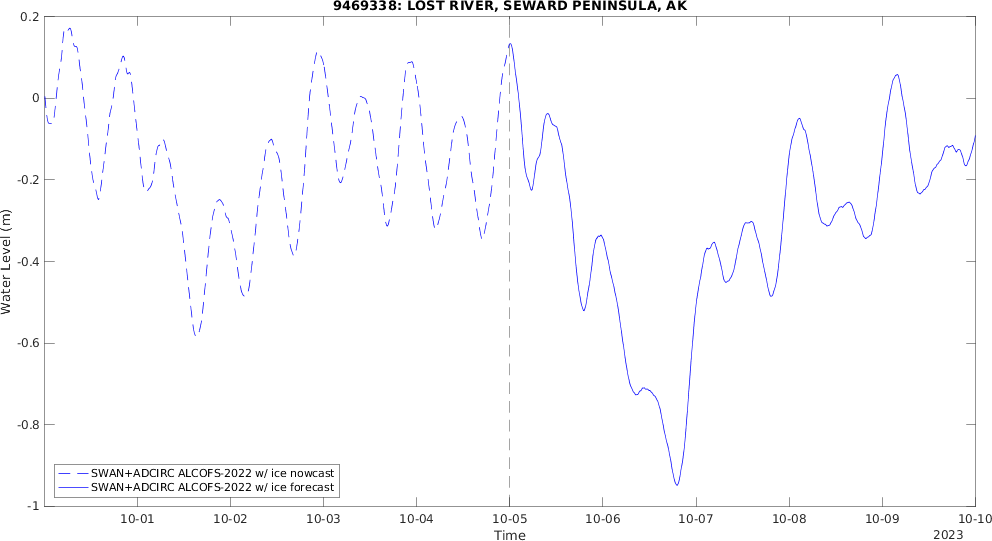 9469338: LOST RIVER, SEWARD PENINSULA, AK
0.2
0
-0.2
-0.4
-0.6
-0.8
-1
Water Level (m)
SWAN+ADCIRC ALCOFS-2022 w/ ice nowcast
SWAN+ADCIRC ALCOFS-2022 w/ ice forecast
10-01 10-02 10-03 10-04 10-05 10-06 10-07 10-08 10-09 10-10
Time
2023